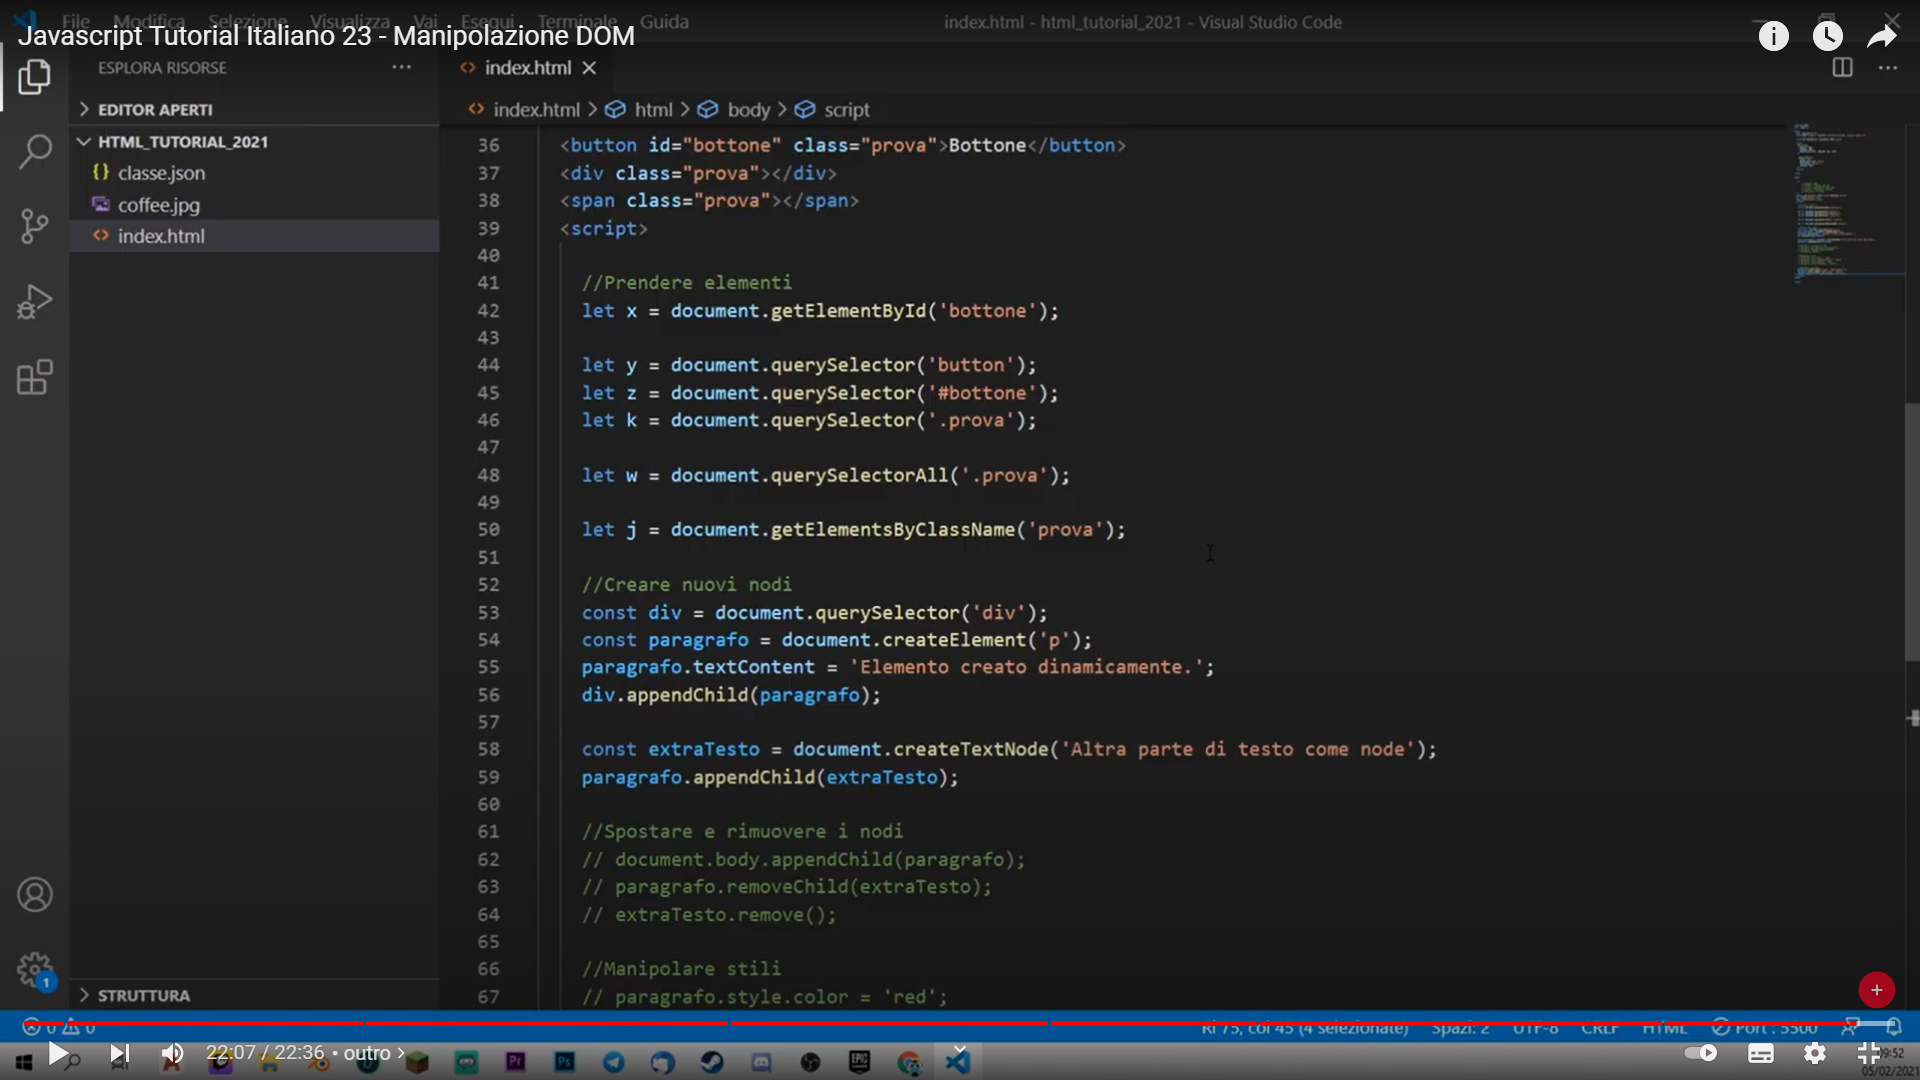 File Modifica Selezione Visualizza Vai Esegui Terminale Guida
index.html - html_tutorial_2021 - Visual Studio Code
Javascript Tutorial Italiano 23 - Manipolazione DOM
ESPLORA RISORSE
index.html
EDITOR APERTI
index.html > html > body > script
HTML_TUTORIAL_2021
classe.json
coffee.jpg
index.html
36 <button id="bottone" class="prova">Bottone</button>
37 <div class="prova"></div>
38 <span class="prova"></span>
39 <script>
40
41 //Prendere elementi
42 let x = document.getElementById('bottone');
43
44 let y = document.querySelector('button');
45 let z = document.querySelector('#bottone');
46 let k = document.querySelector('.prova');
47
48 let w = document.querySelectorAll('.prova');
49
50 let j = document.getElementsByClassName('prova');
51
52 //Creare nuovi nodi
53 const div = document.querySelector('div');
54 const paragrafo = document.createElement('p');
55 paragrafo.textContent = 'Elemento creato dinamicamente.';
56 div.appendChild(paragrafo);
57
58 const extraTesto = document.createTextNode('Altra parte di testo come node');
59 paragrafo.appendChild(extraTesto);
60
61 //Spostare e rimuovere i nodi
62 // document.body.appendChild(paragrafo);
63 // paragrafo.removeChild(extraTesto);
64 // extraTesto.remove();
65
66 //Manipolare stili
67 // paragrafo.style.color = 'red';
1
STRUTTURA
0 0
Ri 75, col 45 (4 selezionate) Spazi: 2 UTF-8 CRLF HTML Port : 5500
22:07 / 22:36 • outro >
Pr Ps EPIC
09:52
05/02/2021